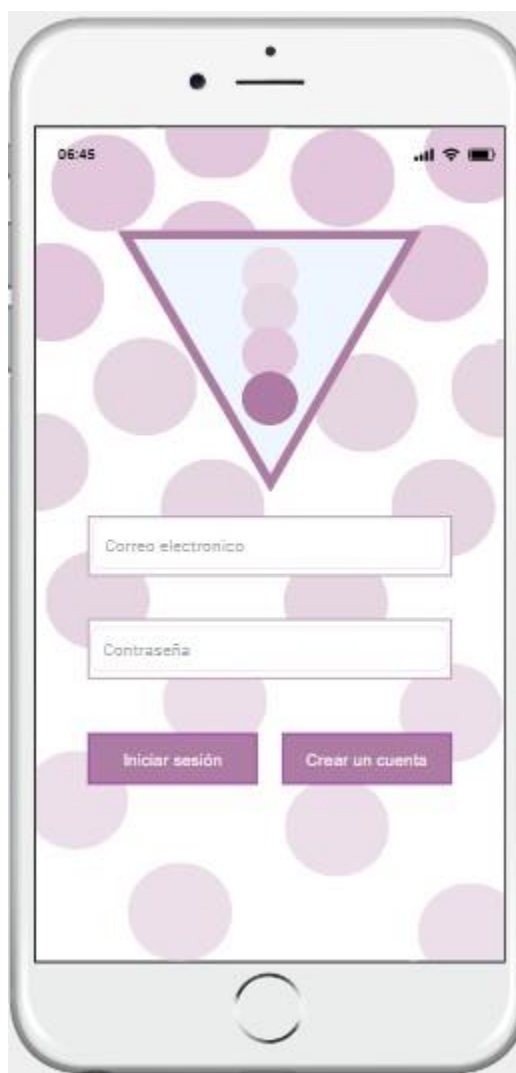 06:45
Correo electronico
Contraseña
Iniciar sesión
Crear un cuenta